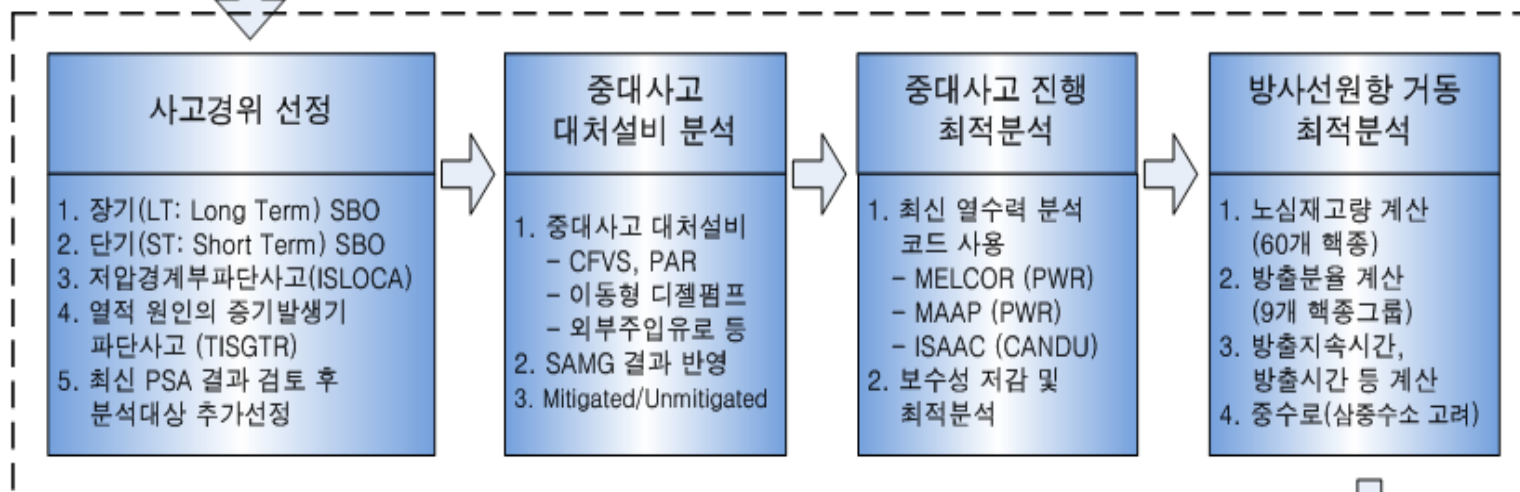 사고경위 선정
1. 장기(LT: Long Term) SBO
2. 단기(ST: Short Term) SBO
3. 저압경계부파단사고(ISLOCA)
4. 열적 원인의 증기발생기
파단사고 (TISGTR)
5. 최신 PSA 결과 검토 후
분석대상 추가선정
중대사고
대처설비 분석
1. 중대사고 대처설비
- CFVS, PAR
- 이동형 디젤펌프
- 외부주입유로 등
2. SAMG 결과 반영
3. Mitigated/Unmitigated
중대사고 진행
최적분석
1. 최신 열수력 분석
코드 사용
- MELCOR (PWR)
- MAAP (PWR)
- ISAAC (CANDU)
2. 보수성 저감 및
최적분석
방사선원항 거동
최적분석
1. 노심재고량 계산
(60개 핵종)
2. 방출분율 계산
(9개 핵종그룹)
3. 방출지속시간,
방출시간 등 계산
4. 중수로(삼중수소 고려)